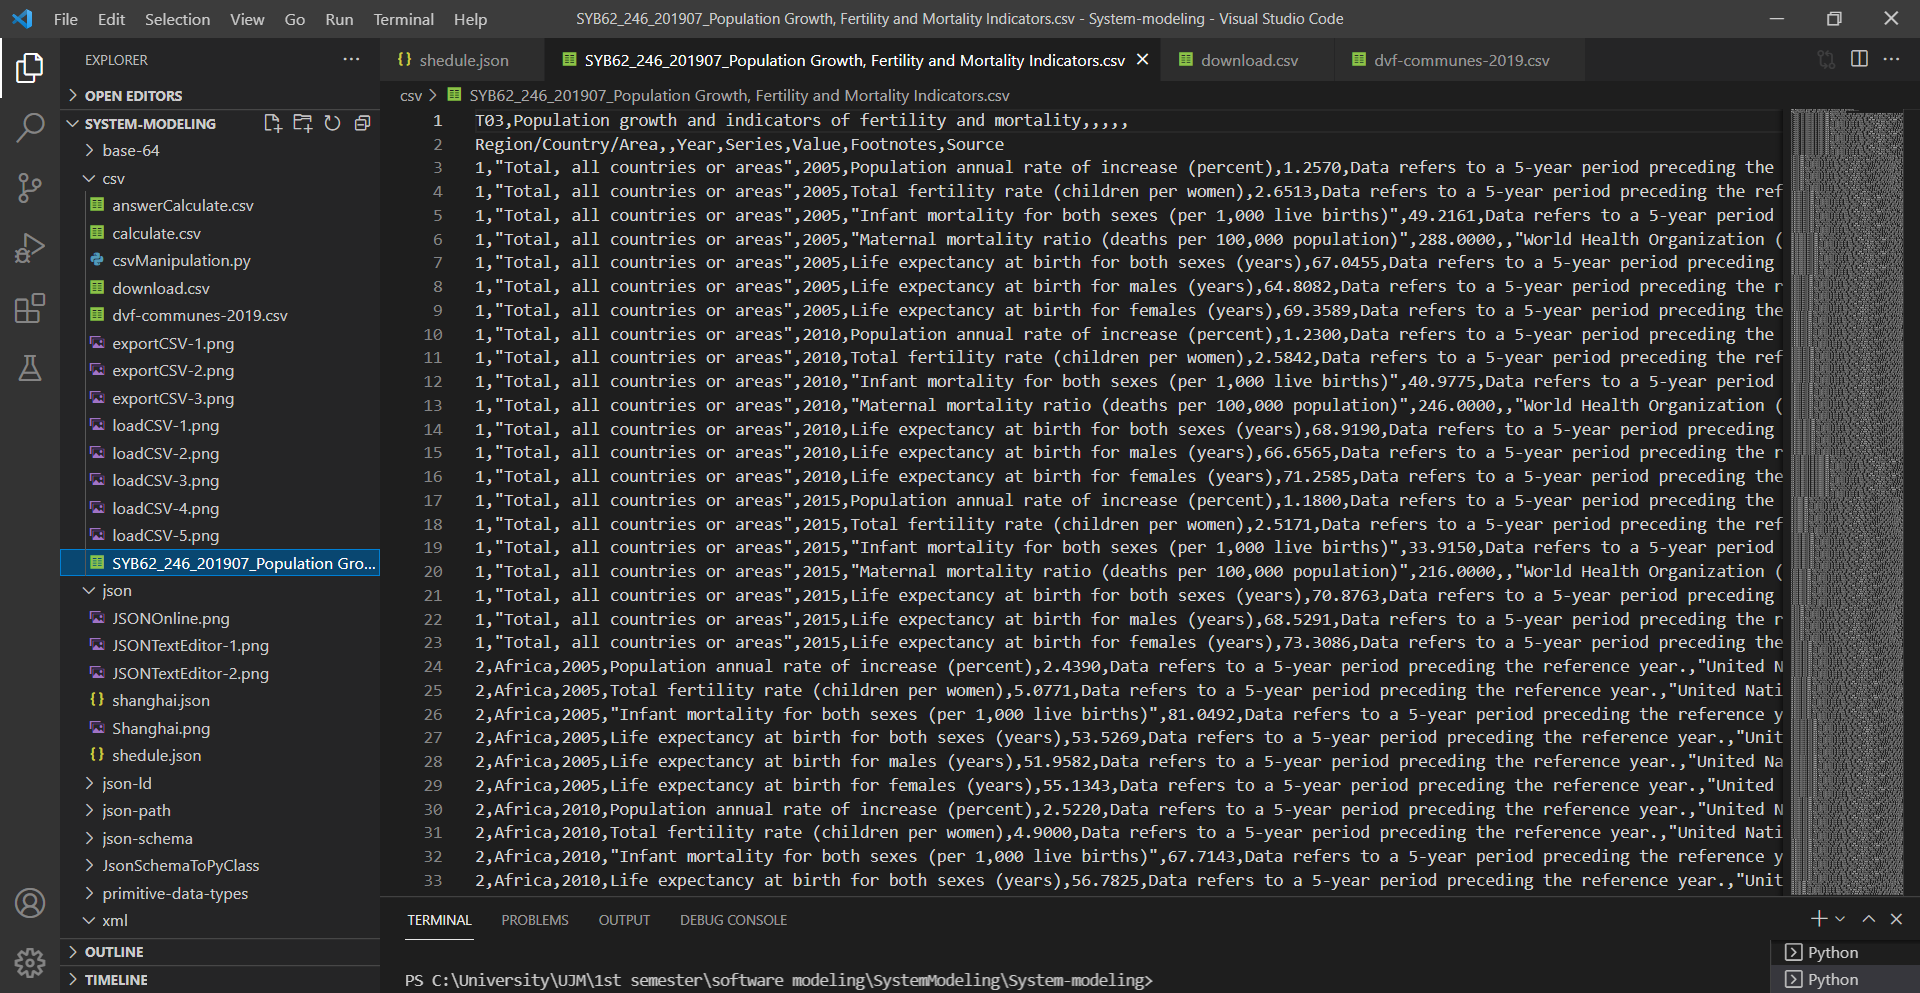 File Edit Selection View Go Run Terminal Help
SYB62_246_201907_Population Growth, Fertility and Mortality Indicators.csv - System-modeling - Visual Studio Code
EXPLORER
OPEN EDITORS
SYSTEM-MODELING
base-64
csv
answerCalculate.csv
calculate.csv
csvManipulation.py
download.csv
dvf-communes-2019.csv
exportCSV-1.png
exportCSV-2.png
exportCSV-3.png
loadCSV-1.png
loadCSV-2.png
loadCSV-3.png
loadCSV-4.png
loadCSV-5.png
SYB62_246_201907_Population Gro...
json
JSONOnline.png
JSONTextEditor-1.png
JSONTextEditor-2.png
shanghai.json
Shanghai.png
shedule.json
json-ld
json-path
json-schema
JsonSchemaToPyClass
primitive-data-types
xml
OUTLINE
TIMELINE
shedule.json
SYB62_246_201907_Population Growth, Fertility and Mortality Indicators.csv
download.csv
dvf-communes-2019.csv
csv > SYB62_246_201907_Population Growth, Fertility and Mortality Indicators.csv
1 T03,Population growth and indicators of fertility and mortality,,,,,
2 Region/Country/Area,,Year,Series,Value,Footnotes,Source
3 1,"Total, all countries or areas",2005,Population annual rate of increase (percent),1.2570,Data refers to a 5-year period preceding the
4 1,"Total, all countries or areas",2005,Total fertility rate (children per women),2.6513,Data refers to a 5-year period preceding the ref
5 1,"Total, all countries or areas",2005,"Infant mortality for both sexes (per 1,000 live births)",49.2161,Data refers to a 5-year period
6 1,"Total, all countries or areas",2005,"Maternal mortality ratio (deaths per 100,000 population)",288.0000,,"World Health Organization (
7 1,"Total, all countries or areas",2005,Life expectancy at birth for both sexes (years),67.0455,Data refers to a 5-year period preceding
8 1,"Total, all countries or areas",2005,Life expectancy at birth for males (years),64.8082,Data refers to a 5-year period preceding the r
9 1,"Total, all countries or areas",2005,Life expectancy at birth for females (years),69.3589,Data refers to a 5-year period preceding the
10 1,"Total, all countries or areas",2010,Population annual rate of increase (percent),1.2300,Data refers to a 5-year period preceding the
11 1,"Total, all countries or areas",2010,Total fertility rate (children per women),2.5842,Data refers to a 5-year period preceding the ref
12 1,"Total, all countries or areas",2010,"Infant mortality for both sexes (per 1,000 live births)",40.9775,Data refers to a 5-year period
13 1,"Total, all countries or areas",2010,"Maternal mortality ratio (deaths per 100,000 population)",246.0000,,"World Health Organization (
14 1,"Total, all countries or areas",2010,Life expectancy at birth for both sexes (years),68.9190,Data refers to a 5-year period preceding
15 1,"Total, all countries or areas",2010,Life expectancy at birth for males (years),66.6565,Data refers to a 5-year period preceding the r
16 1,"Total, all countries or areas",2010,Life expectancy at birth for females (years),71.2585,Data refers to a 5-year period preceding the
17 1,"Total, all countries or areas",2015,Population annual rate of increase (percent),1.1800,Data refers to a 5-year period preceding the
18 1,"Total, all countries or areas",2015,Total fertility rate (children per women),2.5171,Data refers to a 5-year period preceding the ref
19 1,"Total, all countries or areas",2015,"Infant mortality for both sexes (per 1,000 live births)",33.9150,Data refers to a 5-year period
20 1,"Total, all countries or areas",2015,"Maternal mortality ratio (deaths per 100,000 population)",216.0000,,"World Health Organization (
21 1,"Total, all countries or areas",2015,Life expectancy at birth for both sexes (years),70.8763,Data refers to a 5-year period preceding
22 1,"Total, all countries or areas",2015,Life expectancy at birth for males (years),68.5291,Data refers to a 5-year period preceding the r
23 1,"Total, all countries or areas",2015,Life expectancy at birth for females (years),73.3086,Data refers to a 5-year period preceding the
24 2,Africa,2005,Population annual rate of increase (percent),2.4390,Data refers to a 5-year period preceding the reference year.,"United N
25 2,Africa,2005,Total fertility rate (children per women),5.0771,Data refers to a 5-year period preceding the reference year.,"United Nati
26 2,Africa,2005,"Infant mortality for both sexes (per 1,000 live births)",81.0492,Data refers to a 5-year period preceding the reference y
27 2,Africa,2005,Life expectancy at birth for both sexes (years),53.5269,Data refers to a 5-year period preceding the reference year.,"Unit
28 2,Africa,2005,Life expectancy at birth for males (years),51.9582,Data refers to a 5-year period preceding the reference year.,"United Na
29 2,Africa,2005,Life expectancy at birth for females (years),55.1343,Data refers to a 5-year period preceding the reference year.,"United
30 2,Africa,2010,Population annual rate of increase (percent),2.5220,Data refers to a 5-year period preceding the reference year.,"United N
31 2,Africa,2010,Total fertility rate (children per women),4.9000,Data refers to a 5-year period preceding the reference year.,"United Nati
32 2,Africa,2010,"Infant mortality for both sexes (per 1,000 live births)",67.7143,Data refers to a 5-year period preceding the reference y
33 2,Africa,2010,Life expectancy at birth for both sexes (years),56.7825,Data refers to a 5-year period preceding the reference year.,"Unit
TERMINAL PROBLEMS OUTPUT DEBUG CONSOLE
PS C:\University\UJM\1st semester\software modeling\SystemModeling\System-modeling>
Python
Python